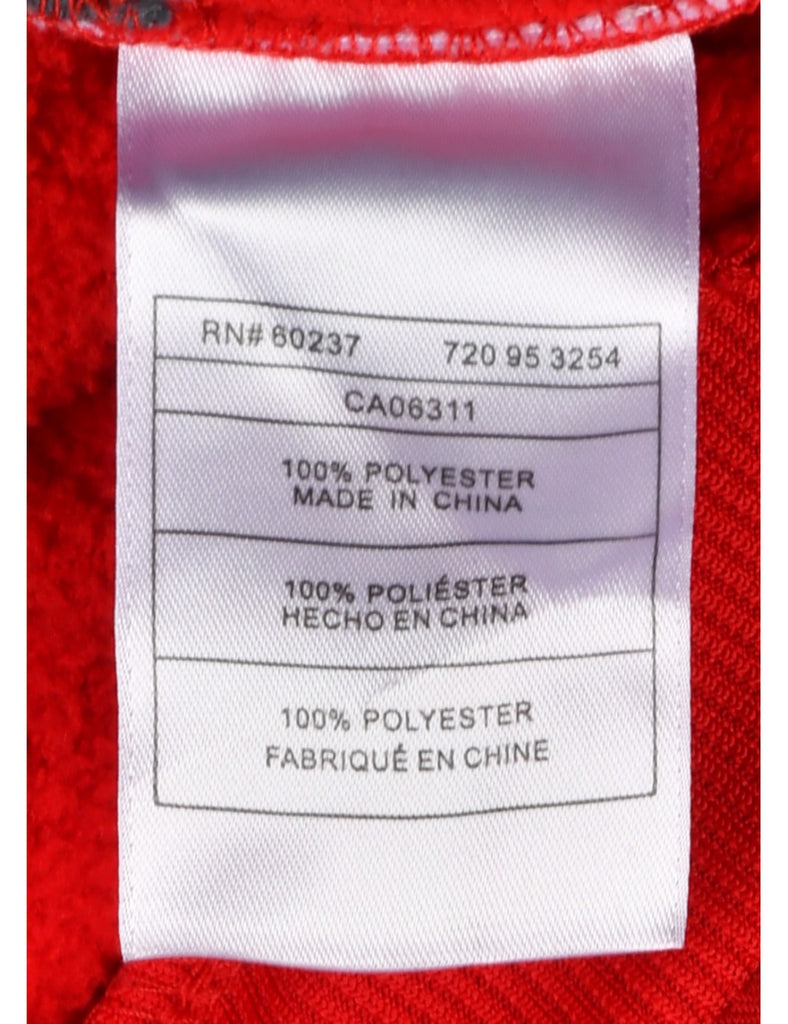 RN# 60237 720 95 3254
CA06311
100% POLYESTER
MADE IN CHINA
100% POLIÉSTER
HECHO EN CHINA
100% POLYESTER
FABRIQUÉ EN CHINE